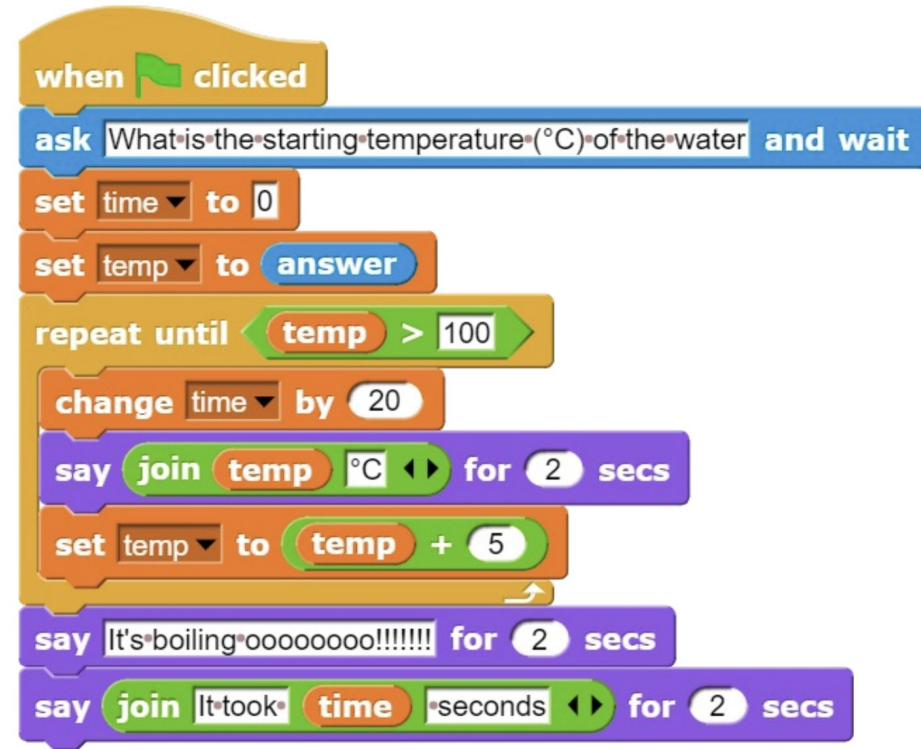 when clicked
ask What is the starting temperature (°C) of the water and wait
set time to 0
set temp to answer
repeat until temp > 100
change time by 20
say join temp °C for 2 secs
set temp to temp + 5
say It's boiling oooooooo!!!!!!! for 2 secs
say join It took time seconds for 2 secs